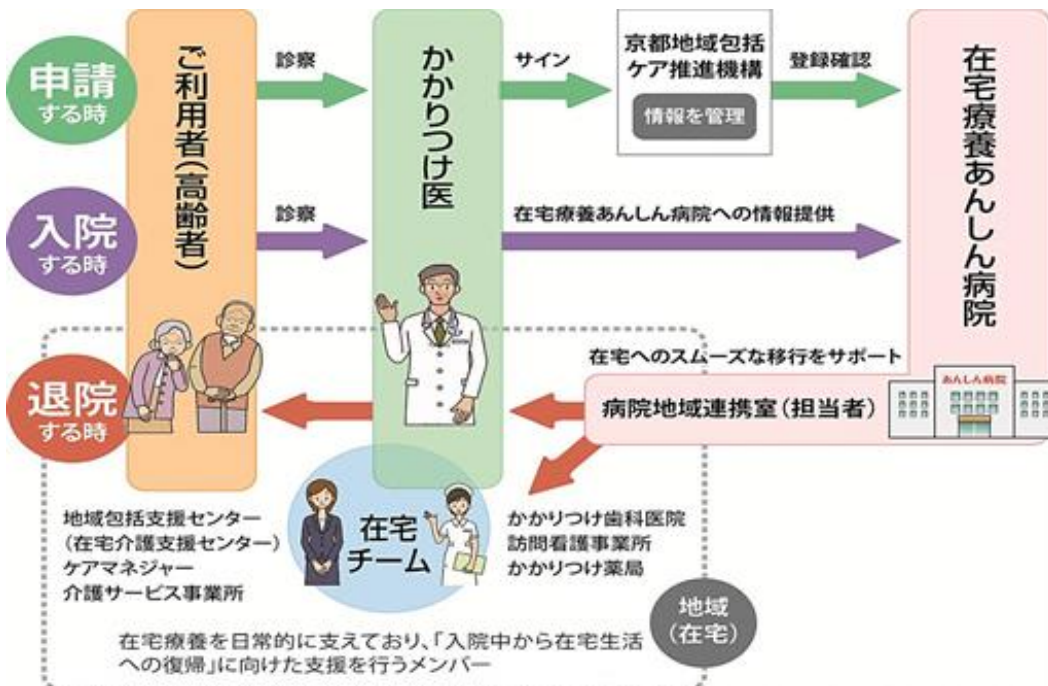 申請
する時
ご利用者(高齢者)
診察
かかりつけ医
サイン
京都地域包括
ケア推進機構
情報を管理
登録確認
在宅療養あんしん病院
入院
する時
診察
在宅療養あんしん病院への情報提供
退院
する時
在宅へのスムーズな移行をサポート
病院地域連携室(担当者)
あんしん病院
地域包括支援センター
(在宅介護支援センター)
ケアマネジャー
介護サービス事業所
在宅
チーム
かかりつけ歯科医院
訪問看護事業所
かかりつけ薬局
地域
(在宅)
在宅療養を日常的に支えており、「入院中から在宅生活
への復帰」に向けた支援を行うメンバー